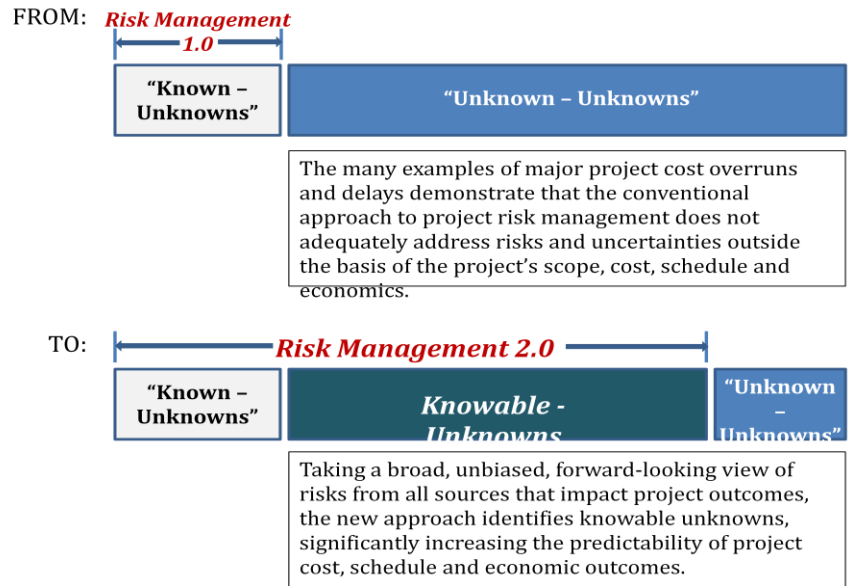 FROM:
Risk Management
1.0
“Known –
Unknowns”
“Unknown – Unknowns”
The many examples of major project cost overruns
and delays demonstrate that the conventional
approach to project risk management does not
adequately address risks and uncertainties outside
the basis of the project’s scope, cost, schedule and
economics.
TO:
Risk Management 2.0
“Known –
Unknowns”
Knowable -
Unknowns
“Unknown
–
Unknowns”
Taking a broad, unbiased, forward-looking view of
risks from all sources that impact project outcomes,
the new approach identifies knowable unknowns,
significantly increasing the predictability of project
cost, schedule and economic outcomes.